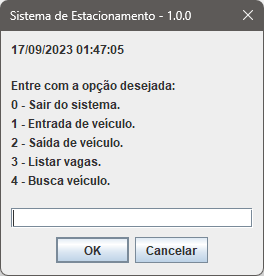 Sistema de Estacionamento - 1.0.0
17/09/2023 01:47:05
Entre com a opção desejada:
0 - Sair do sistema.
1 - Entrada de veículo.
2 - Saída de veículo.
3 - Listar vagas.
4 - Busca veículo.
OK
Cancelar